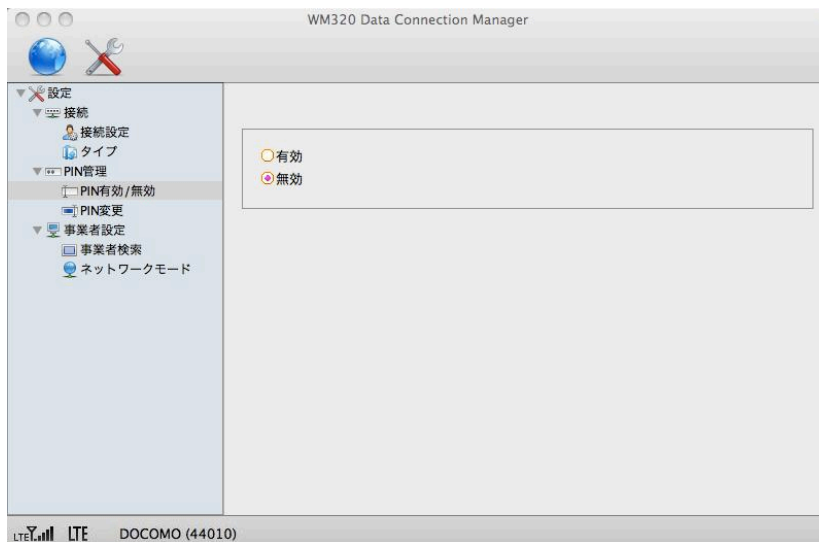 WM320 Data Connection Manager
設定
接続
接続設定
タイプ
PIN管理
PIN有効/無効
PIN変更
事業者設定
事業者検索
ネットワークモード
有効
無効
LTE LTE DOCOMO (44010)